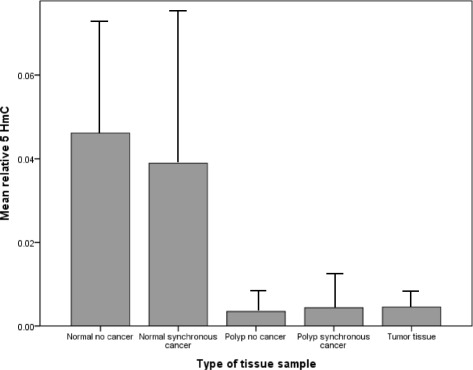 Mean relative 5 HmC
0.06
0.04
0.02
0.00
Normal no cancer
Normal synchronous
cancer
Polyp no cancer
Polyp synchronous
cancer
Tumor tissue
Type of tissue sample